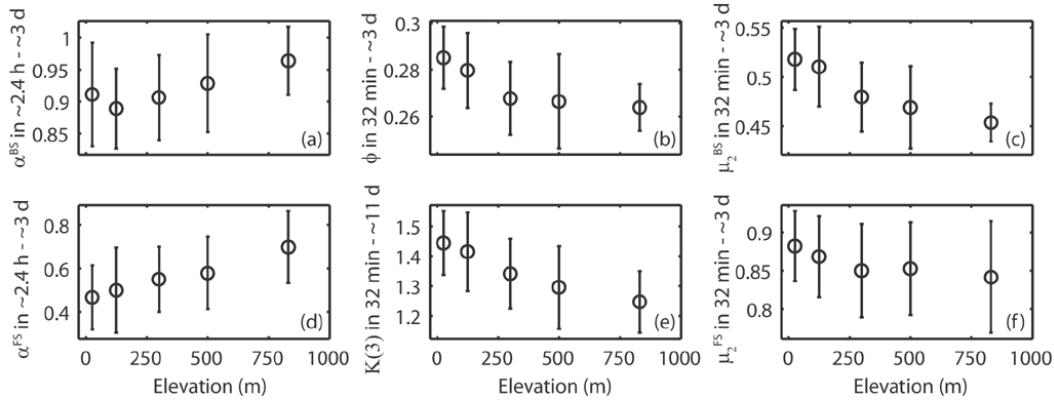 α^BS in ~2.4 h - ~3 d
1
0.95
0.9
0.85
(a)
ϕ in 32 min - ~3 d
0.3
0.28
0.26
(b)
μ₂^BS in 32 min - ~3 d
0.55
0.5
0.45
(c)
α^FS in ~2.4 h - ~3 d
0.8
0.6
0.4
(d)
0 250 500 750 1000
Elevation (m)
K(3) in 32 min - ~11 d
1.5
1.4
1.3
1.2
(e)
0 250 500 750 1000
Elevation (m)
μ₂^FS in 32 min - ~3 d
0.9
0.85
0.8
(f)
0 250 500 750 1000
Elevation (m)